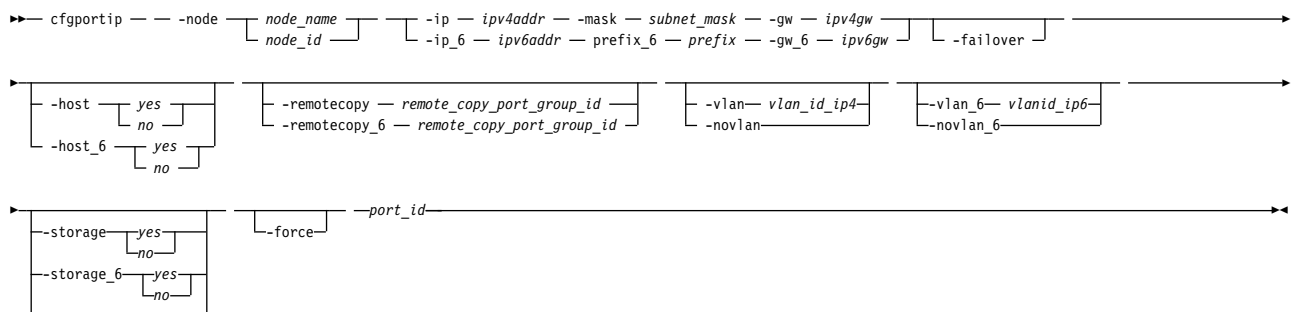 cfgportip -node node_name -ip ipv4addr -mask subnet_mask -gw ipv4gw
node_id -ip_6 ipv6addr prefix_6 prefix -gw_6 ipv6gw -failover
-host yes -remotecopy remote_copy_port_group_id -vlan vlan_id_ip4 -vlan_6 vlanid_ip6
no -remotecopy_6 remote_copy_port_group_id -novlan -novlan_6
-host_6 yes
no
port_id
-storage yes -force
no
-storage_6 yes
no